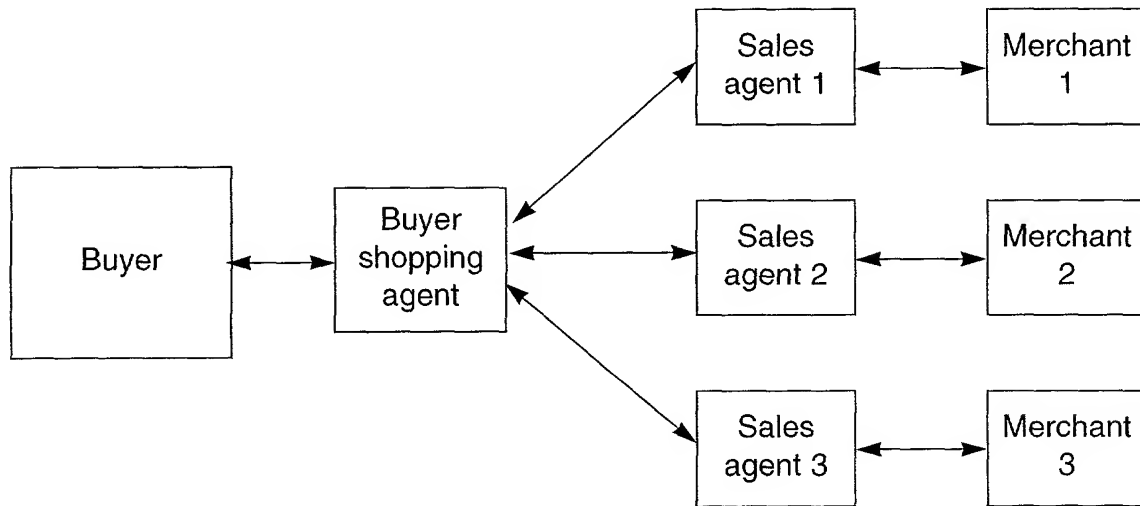 Buyer
Buyer
shopping
agent
Sales
agent 1
Merchant
1
Sales
agent 2
Merchant
2
Sales
agent 3
Merchant
3